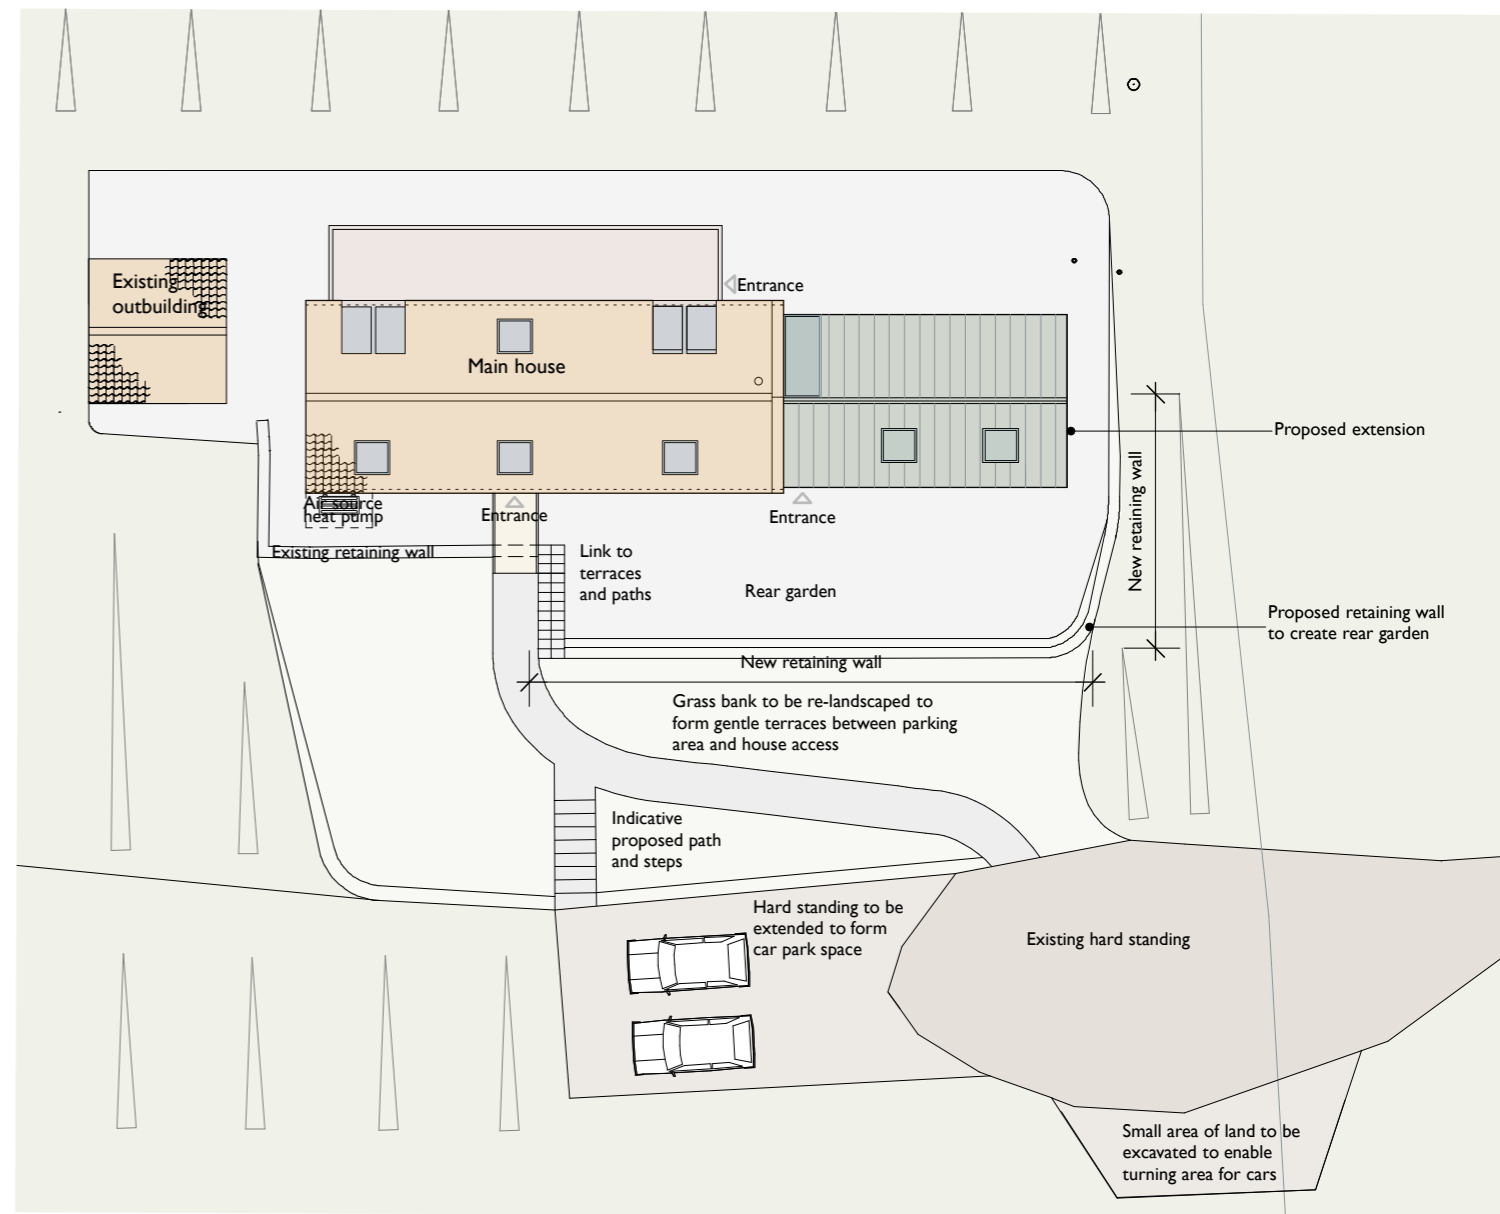 Existing
outbuilding
Entrance
Main house
Proposed extension
Air source
heat pump
Entrance
Entrance
Existing retaining wall
Link to
terraces
and paths
Rear garden
New retaining wall
Proposed retaining wall
to create rear garden
New retaining wall
Grass bank to be re-landscaped to
form gentle terraces between parking
area and house access
Indicative
proposed path
and steps
Hard standing to be
extended to form
car park space
Existing hard standing
Small area of land to be
excavated to enable
turning area for cars